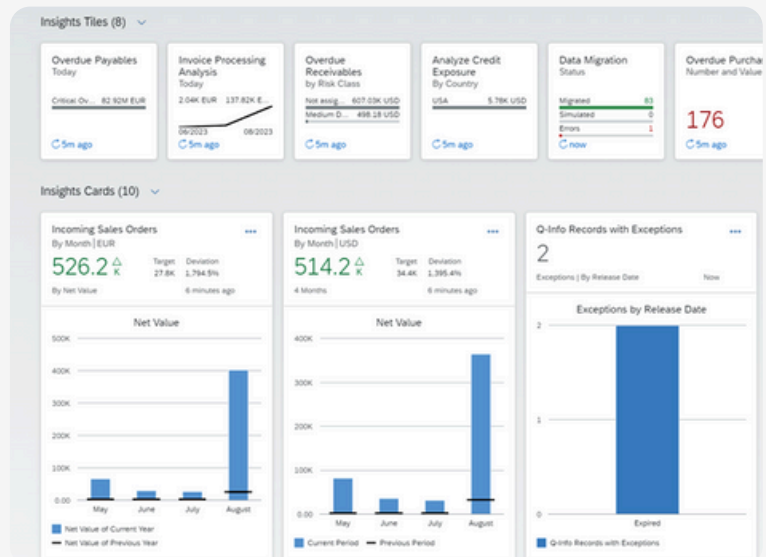 Insights Tiles (8)
Overdue Payables
Today
Critical Ov... 82.92M EUR
5m ago
Invoice Processing
Analysis
Today
2.04K EUR 137.82K E...
06/2023 08/2023
5m ago
Overdue
Receivables
by Risk Class
Not assig... 607.03K USD
Medium D... 498.18 USD
5m ago
Analyze Credit
Exposure
By Country
USA 5.78K USD
5m ago
Data Migration
Status
Migrated 83
Simulated 0
Errors 1
now
Overdue Purcha
Number and Value
176
5m ago
Insights Cards (10)
Incoming Sales Orders
By Month | EUR
526.2 K
Target Deviation
27.8K 1,794.5%
By Net Value 6 minutes ago
Net Value
500K
400K
300K
200K
100K
0.00
May June July August
Net Value of Current Year
Net Value of Previous Year
Incoming Sales Orders
By Month | USD
514.2 K
Target Deviation
34.4K 1,395.4%
4 Months 6 minutes ago
Net Value
400K
300K
200K
100K
0.00
May June July August
Current Period Previous Period
Q-Info Records with Exceptions
2
Exceptions | By Release Date Now
Exceptions by Release Date
2
1
0
Expired
Q-Info Records with Exceptions